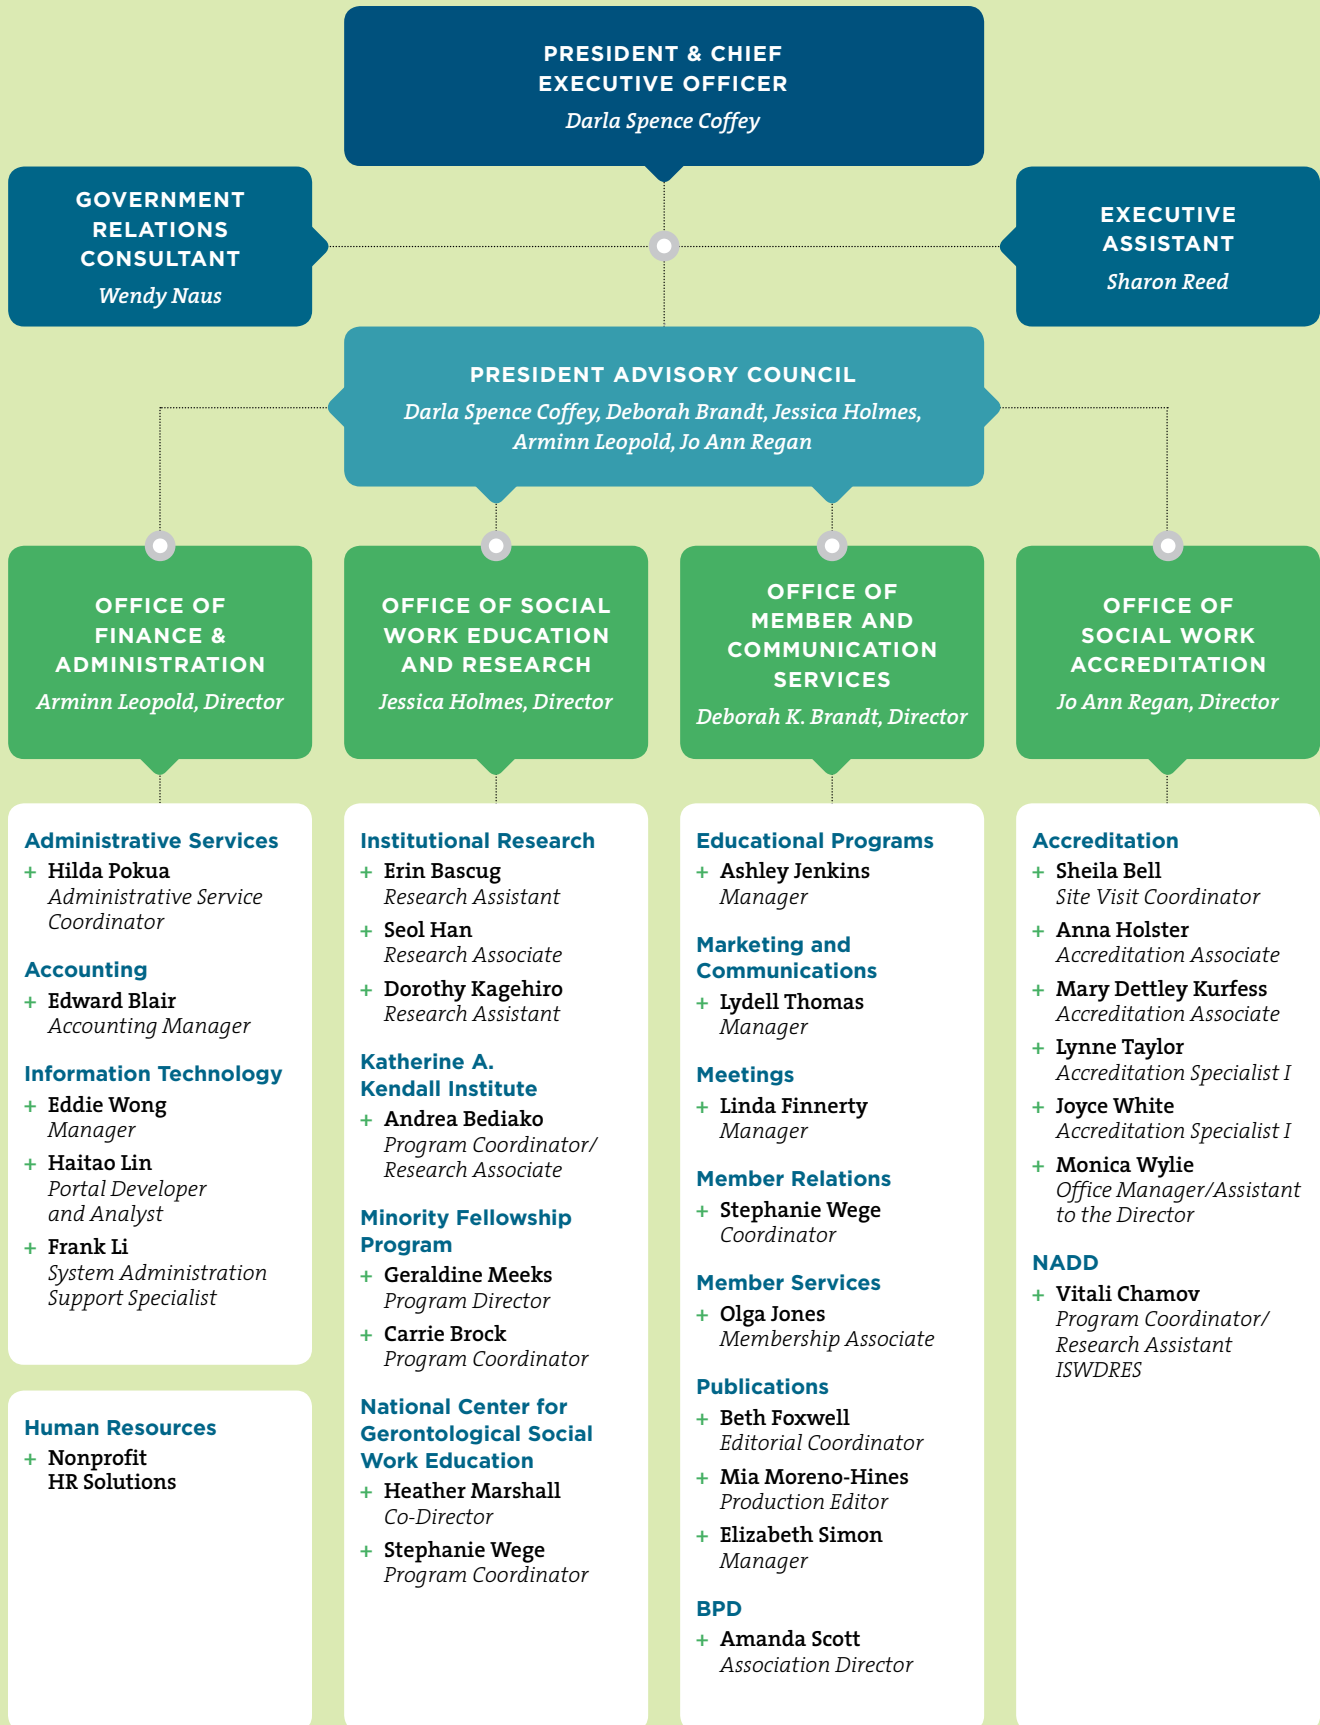 PRESIDENT & CHIEF
EXECUTIVE OFFICER
Darla Spence Coffey
GOVERNMENT
RELATIONS
CONSULTANT
Wendy Naus
EXECUTIVE
ASSISTANT
Sharon Reed
PRESIDENT ADVISORY COUNCIL
Darla Spence Coffey, Deborah Brandt, Jessica Holmes,
Arminn Leopold, Jo Ann Regan
OFFICE OF
FINANCE &
ADMINISTRATION
Arminn Leopold, Director
OFFICE OF SOCIAL
WORK EDUCATION
AND RESEARCH
Jessica Holmes, Director
OFFICE OF
MEMBER AND
COMMUNICATION
SERVICES
Deborah K. Brandt, Director
OFFICE OF
SOCIAL WORK
ACCREDITATION
Jo Ann Regan, Director
Administrative Services
+ Hilda Pokua
Administrative Service
Coordinator
Accounting
+ Edward Blair
Accounting Manager
Information Technology
+ Eddie Wong
Manager
+ Haitao Lin
Portal Developer
and Analyst
+ Frank Li
System Administration
Support Specialist
Human Resources
+ Nonprofit
HR Solutions
Institutional Research
+ Erin Bascug
Research Assistant
+ Seol Han
Research Associate
+ Dorothy Kagehiro
Research Assistant
Katherine A.
Kendall Institute
+ Andrea Bediako
Program Coordinator/
Research Associate
Minority Fellowship
Program
+ Geraldine Meeks
Program Director
+ Carrie Brock
Program Coordinator
National Center for
Gerontological Social
Work Education
+ Heather Marshall
Co-Director
+ Stephanie Wege
Program Coordinator
Educational Programs
+ Ashley Jenkins
Manager
Marketing and
Communications
+ Lydell Thomas
Manager
Meetings
+ Linda Finnerty
Manager
Member Relations
+ Stephanie Wege
Coordinator
Member Services
+ Olga Jones
Membership Associate
Publications
+ Beth Foxwell
Editorial Coordinator
+ Mia Moreno-Hines
Production Editor
+ Elizabeth Simon
Manager
BPD
+ Amanda Scott
Association Director
Accreditation
+ Sheila Bell
Site Visit Coordinator
+ Anna Holster
Accreditation Associate
+ Mary Dettley Kurfess
Accreditation Associate
+ Lynne Taylor
Accreditation Specialist I
+ Joyce White
Accreditation Specialist I
+ Monica Wylie
Office Manager/Assistant
to the Director
NADD
+ Vitali Chamov
Program Coordinator/
Research Assistant
ISWDRES